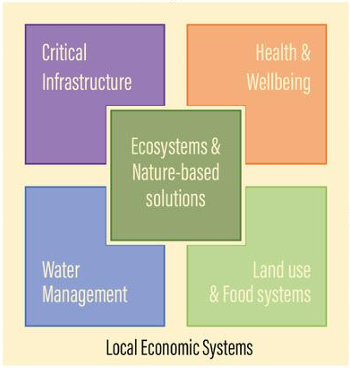 Critical
Infrastructure
Health &
Wellbeing
Ecosystems &
Nature-based
solutions
Water
Management
Land use
& Food systems
Local Economic Systems